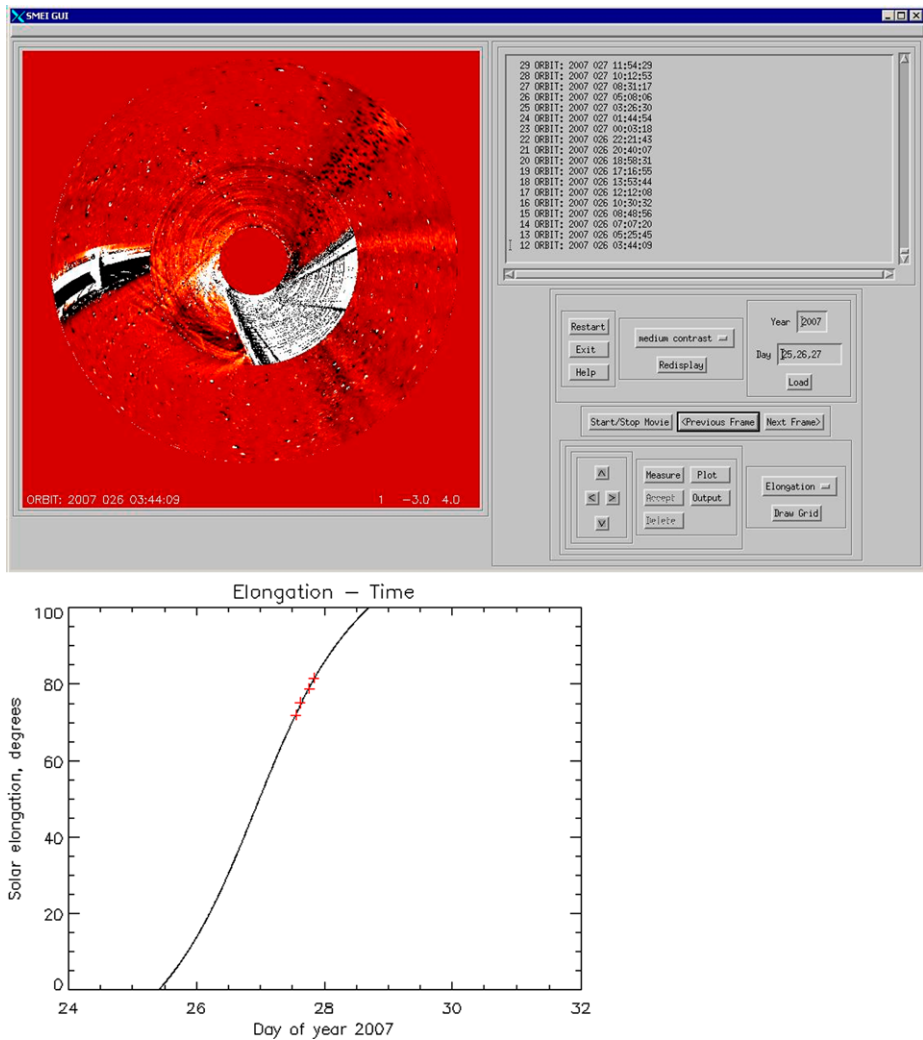 SMEI GUI
29 ORBIT: 2007 027 11:54:29
28 ORBIT: 2007 027 10:12:53
27 ORBIT: 2007 027 08:31:17
26 ORBIT: 2007 027 05:08:06
25 ORBIT: 2007 027 03:26:30
24 ORBIT: 2007 027 01:44:54
23 ORBIT: 2007 027 00:03:18
22 ORBIT: 2007 026 22:21:43
21 ORBIT: 2007 026 20:40:07
20 ORBIT: 2007 026 18:58:31
19 ORBIT: 2007 026 17:16:55
18 ORBIT: 2007 026 13:53:44
17 ORBIT: 2007 026 12:12:08
16 ORBIT: 2007 026 10:30:32
15 ORBIT: 2007 026 08:48:56
14 ORBIT: 2007 026 07:07:20
13 ORBIT: 2007 026 05:25:45
12 ORBIT: 2007 026 03:44:09
Restart
Exit
Help
medium contrast
Redisplay
Year 2007
Day 25,26,27
Load
Start/Stop Movie <Previous Frame Next Frame>
^
< >
v
Measure Plot
Accept Output
Delete
Elongation
Draw Grid
ORBIT: 2007 026 03:44:09 1 -3.0 4.0
Elongation – Time
Solar elongation, degrees
100
80
60
40
20
0
24 26 28 30 32
Day of year 2007